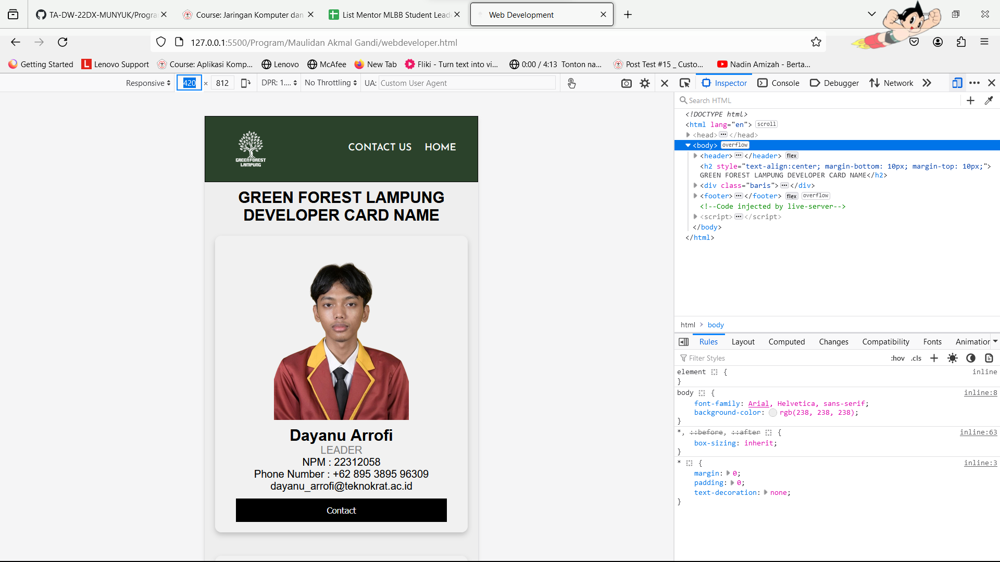 TA-DW-22DX-MUNYUK/Progra
Course: Jaringan Komputer dan
List Mentor MLBB Student Lead
Web Development
127.0.0.1:5500/Program/Maulidan Akmal Gandi/webdeveloper.html
Getting Started
Lenovo Support
Course: Aplikasi Komp...
Lenovo
McAfee
New Tab
Fliki - Turn text into vi...
0:00 / 4:13 Tonton na...
Post Test #15 _ Custo...
Nadin Amizah - Berta...
Responsive
420 × 812
DPR: 1....
No Throttling
UA: Custom User Agent
Inspector
Console
Debugger
Network
Search HTML
<!DOCTYPE html>
<html lang="en"> scroll
<head> ··· </head>
<body> overflow
<header> ··· </header> flex
<h2 style="text-align:center; margin-bottom: 10px; margin-top: 10px;">
GREEN FOREST LAMPUNG DEVELOPER CARD NAME</h2>
<div class="baris"> ··· </div>
<footer> ··· </footer> flex overflow
<!--Code injected by live-server-->
<script> ··· </script>
</body>
</html>
html > body
Rules
Layout
Computed
Changes
Compatibility
Fonts
Animation
Filter Styles
:hov .cls
element {
inline
}
body {
inline:8
font-family: Arial, Helvetica, sans-serif;
background-color: rgb(238, 238, 238);
}
*, ::before, ::after {
inline:63
box-sizing: inherit;
}
* {
inline:3
margin: 0;
padding: 0;
text-decoration: none;
}
GREEN FOREST
LAMPUNG
CONTACT US
HOME
GREEN FOREST LAMPUNG
DEVELOPER CARD NAME
Dayanu Arrofi
LEADER
NPM : 22312058
Phone Number : +62 895 3895 96309
dayanu_arrofi@teknokrat.ac.id
Contact